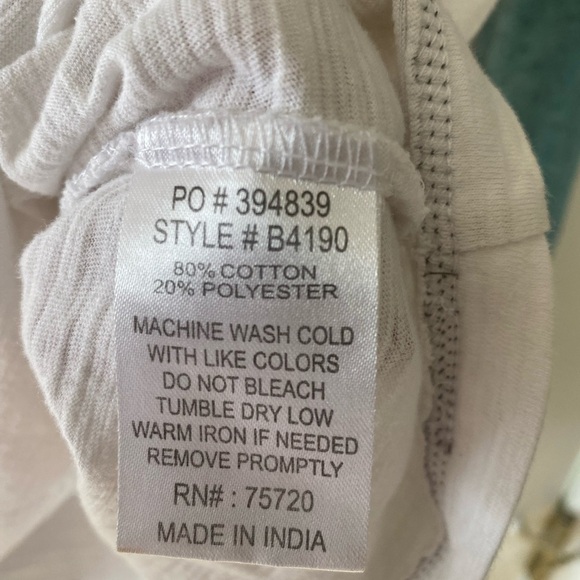 PO # 394839
STYLE # B4190
80% COTTON
20% POLYESTER
MACHINE WASH COLD
WITH LIKE COLORS
DO NOT BLEACH
TUMBLE DRY LOW
WARM IRON IF NEEDED
REMOVE PROMPTLY
RN# : 75720
MADE IN INDIA